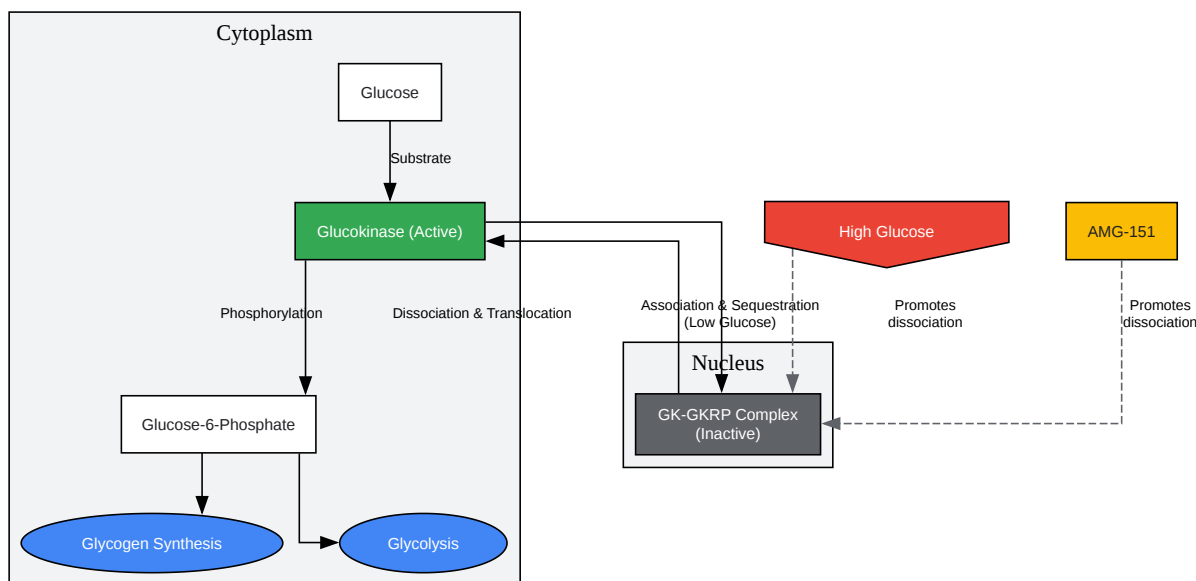 Cytoplasm
Glucose
Substrate
Glucokinase (Active)
High Glucose
AMG-151
Phosphorylation
Dissociation & Translocation
Association & Sequestration
(Low Glucose)
Promotes
dissociation
Promotes
dissociation
Nucleus
GK-GKRP Complex
(Inactive)
Glucose-6-Phosphate
Glycogen Synthesis
Glycolysis